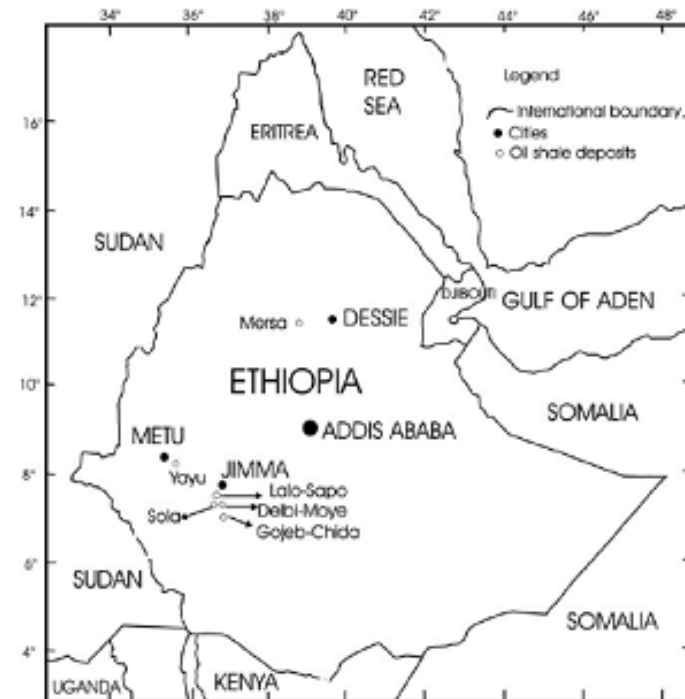 34° 36° 38° 40° 42° 44° 46° 48°
RED
SEA
Legend
International boundary,
Cities
Oil shale deposits
16°
ERITREA
14°
SUDAN
12°
DJIBOUTI
GULF OF ADEN
Mersa
DESSIE
10°
ETHIOPIA
SOMALIA
METU
ADDIS ABABA
8°
Yayu
JIMMA
Lalo-Sapo
Sola
Delbi-Moye
Gojeb-Chida
6°
SUDAN
SOMALIA
4°
UGANDA
KENYA